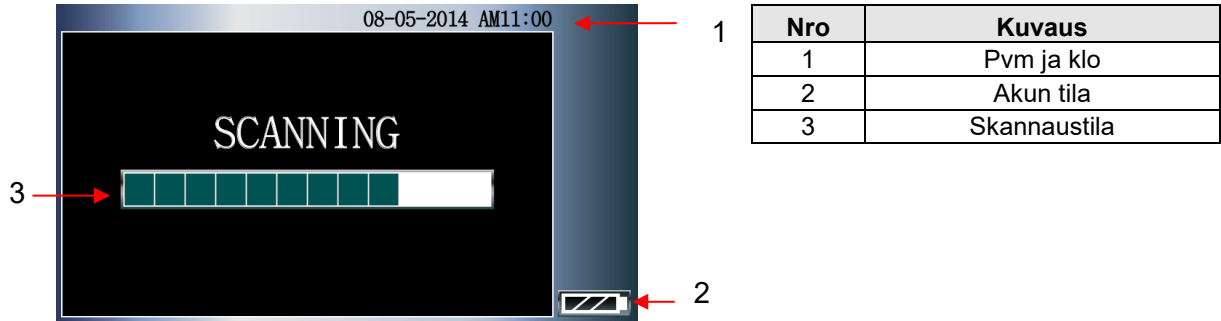 08-05-2014 AM11:00
1
SCANNING
3
2
Nro Kuvaus
1 Pvm ja klo
2 Akun tila
3 Skannaustila